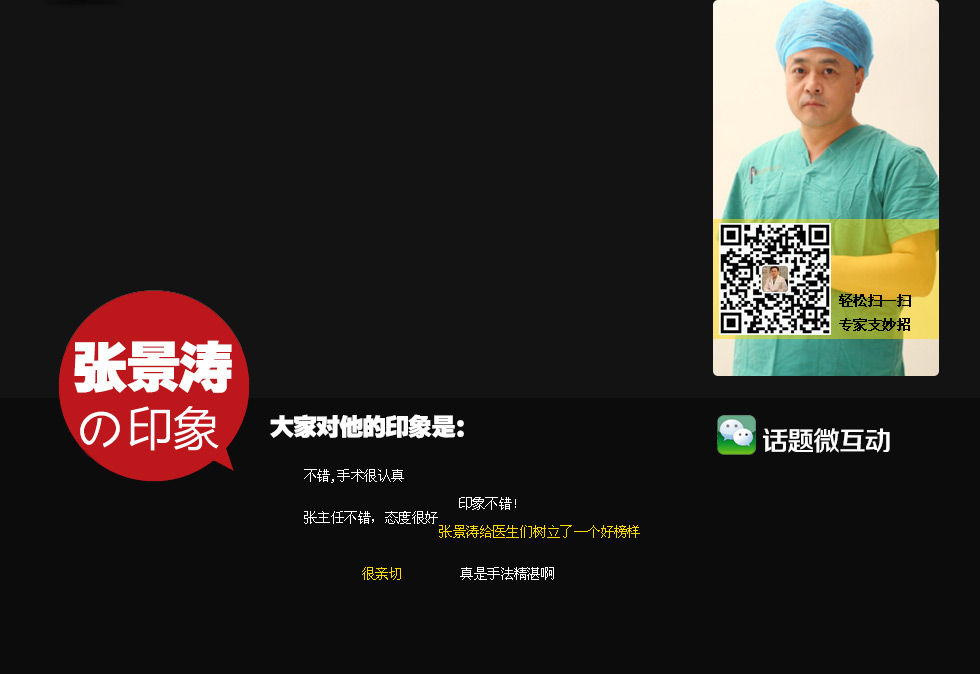 轻松扫一扫
专家支妙招
张景涛
の印象
大家对他的印象是:
话题微互动
不错,手术很认真
印象不错!
张主任不错，态度很好
张景涛给医生们树立了一个好榜样
很亲切
真是手法精湛啊